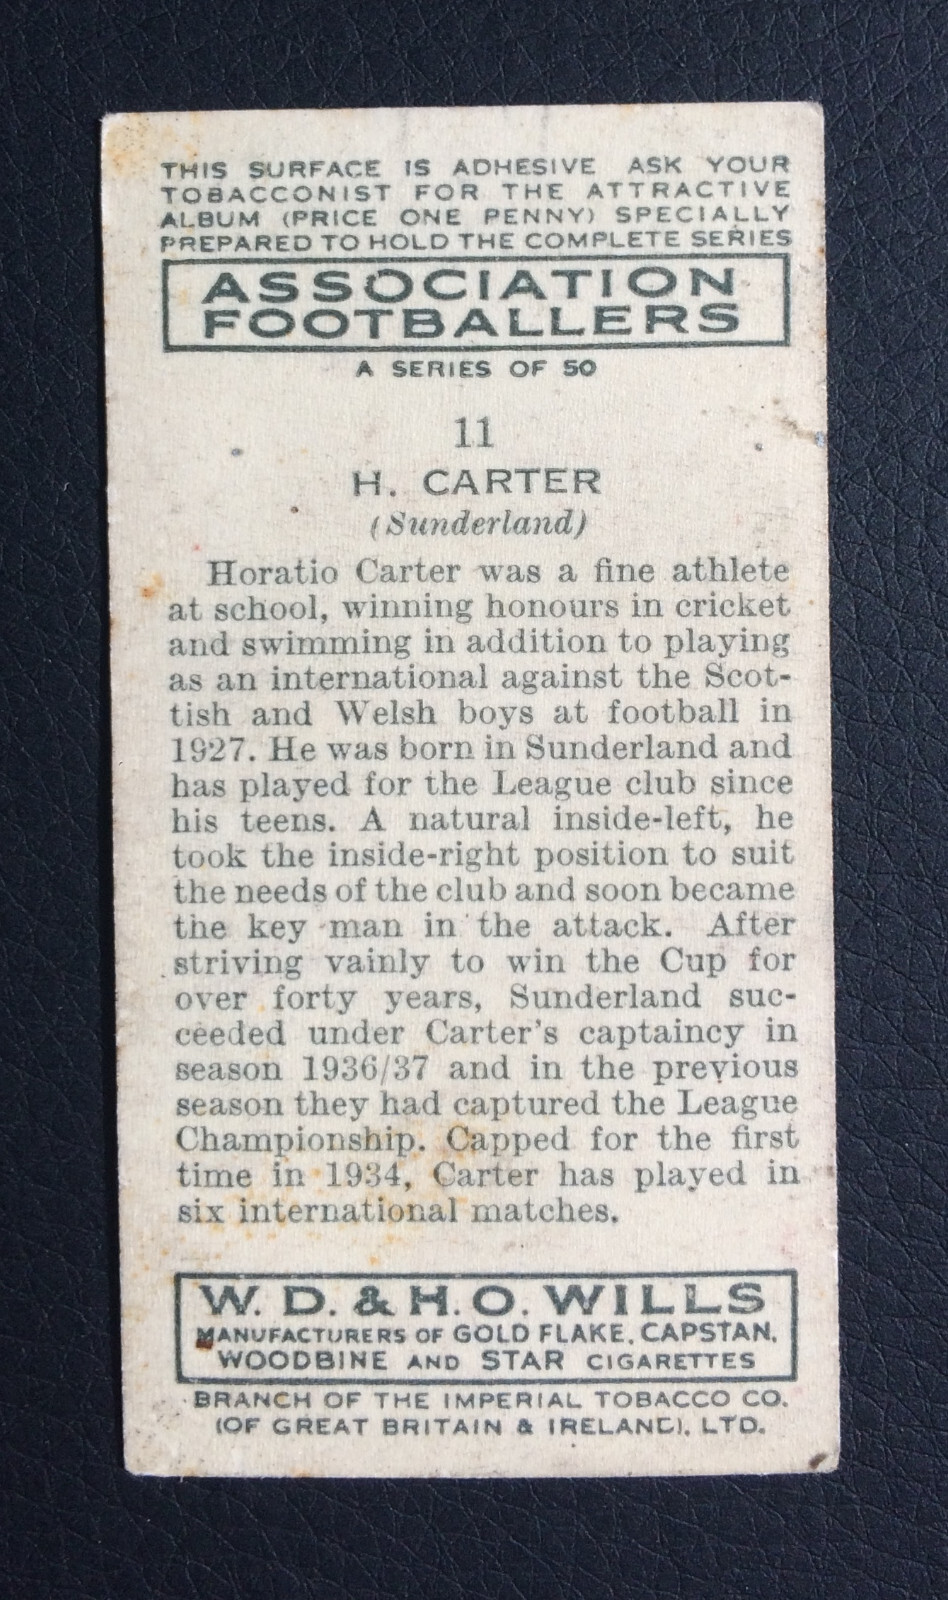 THIS SURFACE IS ADHESIVE ASK YOUR
TOBACCONIST FOR THE ATTRACTIVE
ALBUM (PRICE ONE PENNY) SPECIALLY
PREPARED TO HOLD THE COMPLETE SERIES
ASSOCIATION
FOOTBALLERS
A SERIES OF 50
11
H. CARTER
(Sunderland)
Horatio Carter was a fine athlete
at school, winning honours in cricket
and swimming in addition to playing
as an international against the Scot-
tish and Welsh boys at football in
1927. He was born in Sunderland and
has played for the League club since
his teens. A natural inside-left, he
took the inside-right position to suit
the needs of the club and soon became
the key man in the attack. After
striving vainly to win the Cup for
over forty years, Sunderland suc-
ceeded under Carter's captaincy in
season 1936/37 and in the previous
season they had captured the League
Championship. Capped for the first
time in 1934, Carter has played in
six international matches.
W. D. & H. O. WILLS
MANUFACTURERS OF GOLD FLAKE, CAPSTAN,
WOODBINE AND STAR CIGARETTES
BRANCH OF THE IMPERIAL TOBACCO CO.
(OF GREAT BRITAIN & IRELAND), LTD.